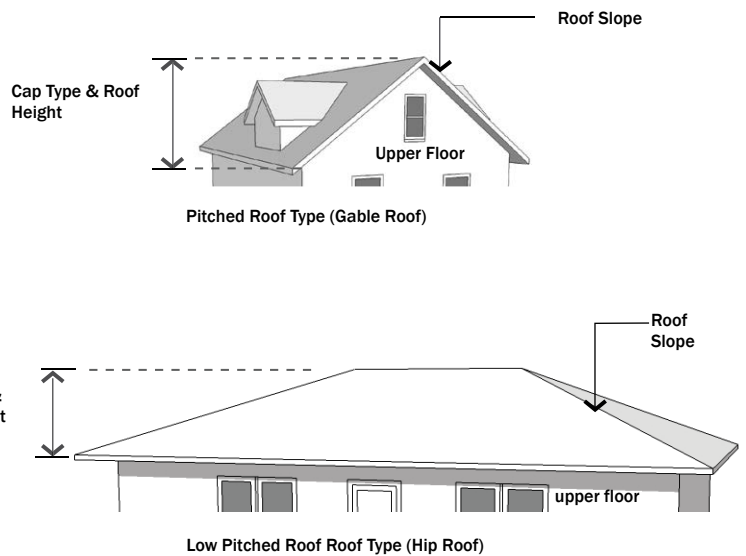 Roof Slope
Cap Type & Roof
Height
Upper Floor
Pitched Roof Type (Gable Roof)
Roof
Slope
upper floor
Low Pitched Roof Roof Type (Hip Roof)